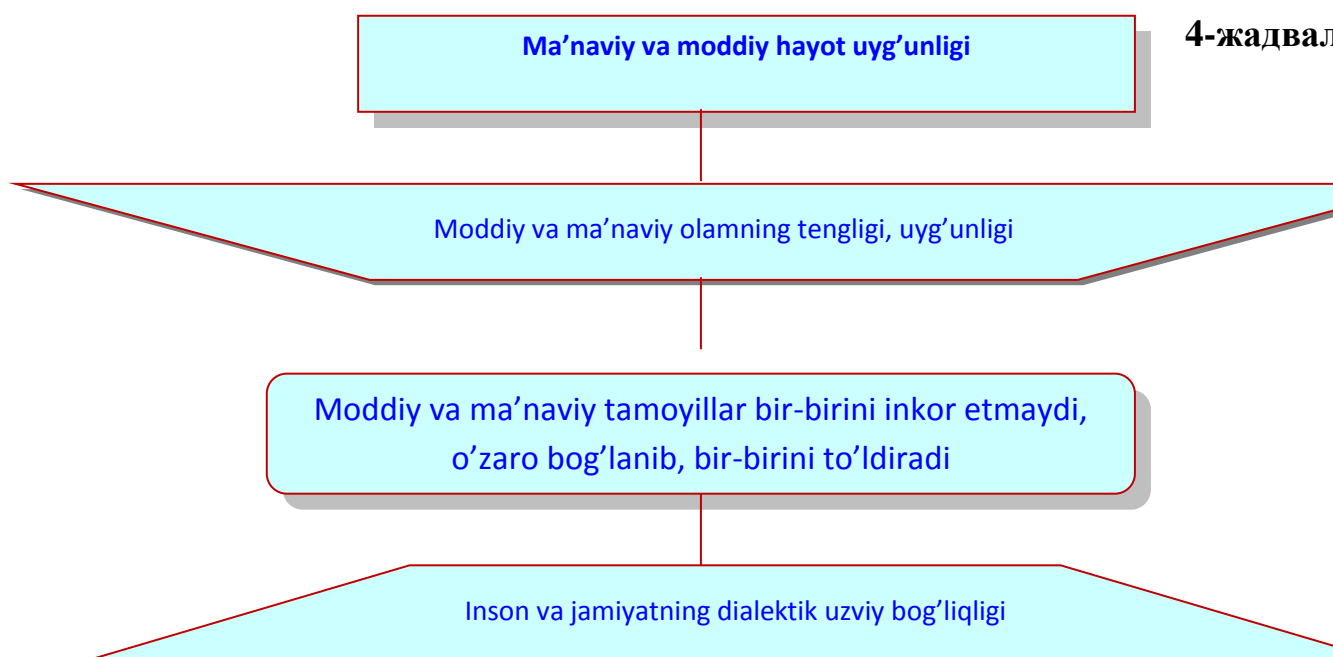 Ma’naviy va moddiy hayot uyg’unligi
4-жадвал
Moddiy va ma’naviy olamning tengligi, uyg’unligi
Moddiy va ma’naviy tamoyillar bir-birini inkor etmaydi,
o’zaro bog’lanib, bir-birini to’ldiradi
Inson va jamiyatning dialektik uzviy bog’liqligi